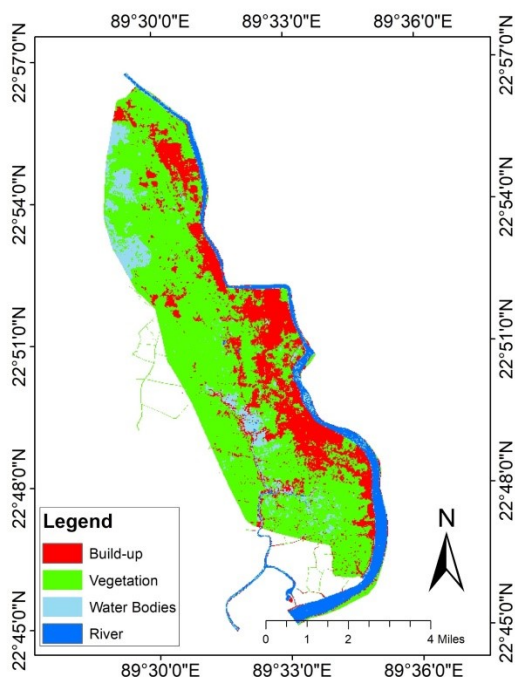 89°30'0"E 89°33'0"E 89°36'0"E
22°57'0"N 22°57'0"N
22°54'0"N 22°54'0"N
22°51'0"N 22°51'0"N
22°48'0"N 22°48'0"N
22°45'0"N 22°45'0"N
Legend
Build-up
Vegetation
Water Bodies
River
N
0 1 2 4 Miles
89°30'0"E 89°33'0"E 89°36'0"E